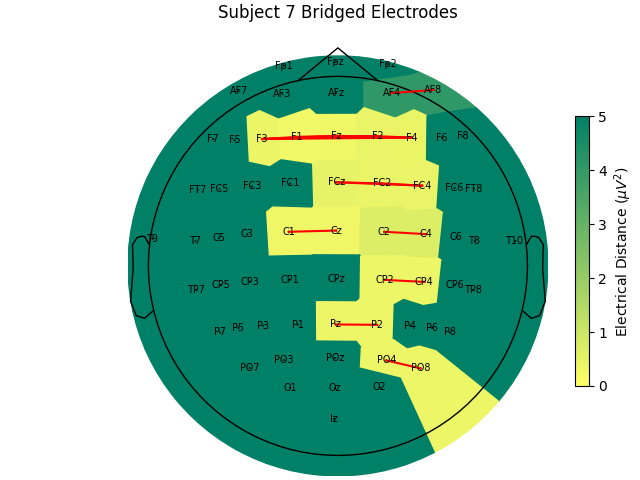 Subject 7 Bridged Electrodes
Fp1 Fpz Fp2
AF7 AF3 AFz AF4 AF8
F7 F5 F3 F1 Fz F2 F4 F6 F8
FT7 FC5 FC3 FC1 FCz FC2 FC4 FC6 FT8
T9 T7 C5 C3 C1 Cz C2 C4 C6 T8 T10
TP7 CP5 CP3 CP1 CPz CP2 CP4 CP6 TP8
P7 P5 P3 P1 Pz P2 P4 P6 P8
PO7 PO3 POz PO4 PO8
O1 Oz O2
Iz
5
4
3
2
1
0
Electrical Distance (μV²)